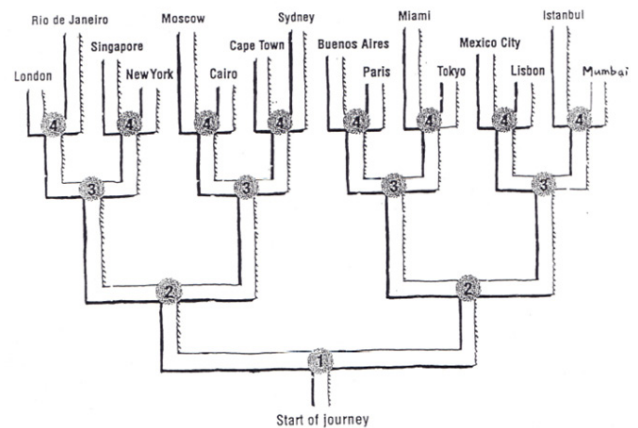 Rio de Janeiro
Moscow
Sydney
Miami
Istanbul
Singapore
Cape Town
Buenos Aires
Mexico City
London
New York
Cairo
Paris
Tokyo
Lisbon
Mumbai
4
4
4
4
4
4
4
4
3
3
3
3
2
2
1
Start of journey